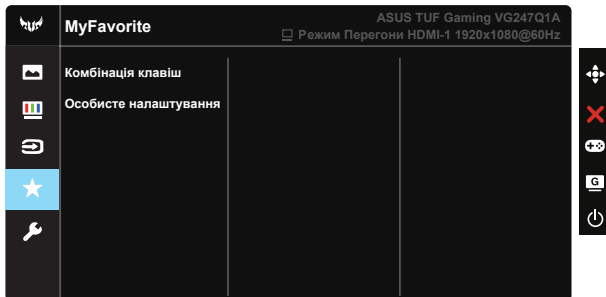 MyFavorite
ASUS TUF Gaming VG247Q1A
Режим Перегони HDMI-1 1920x1080@60Hz
Комбінація клавіш
Особисте налаштування
G